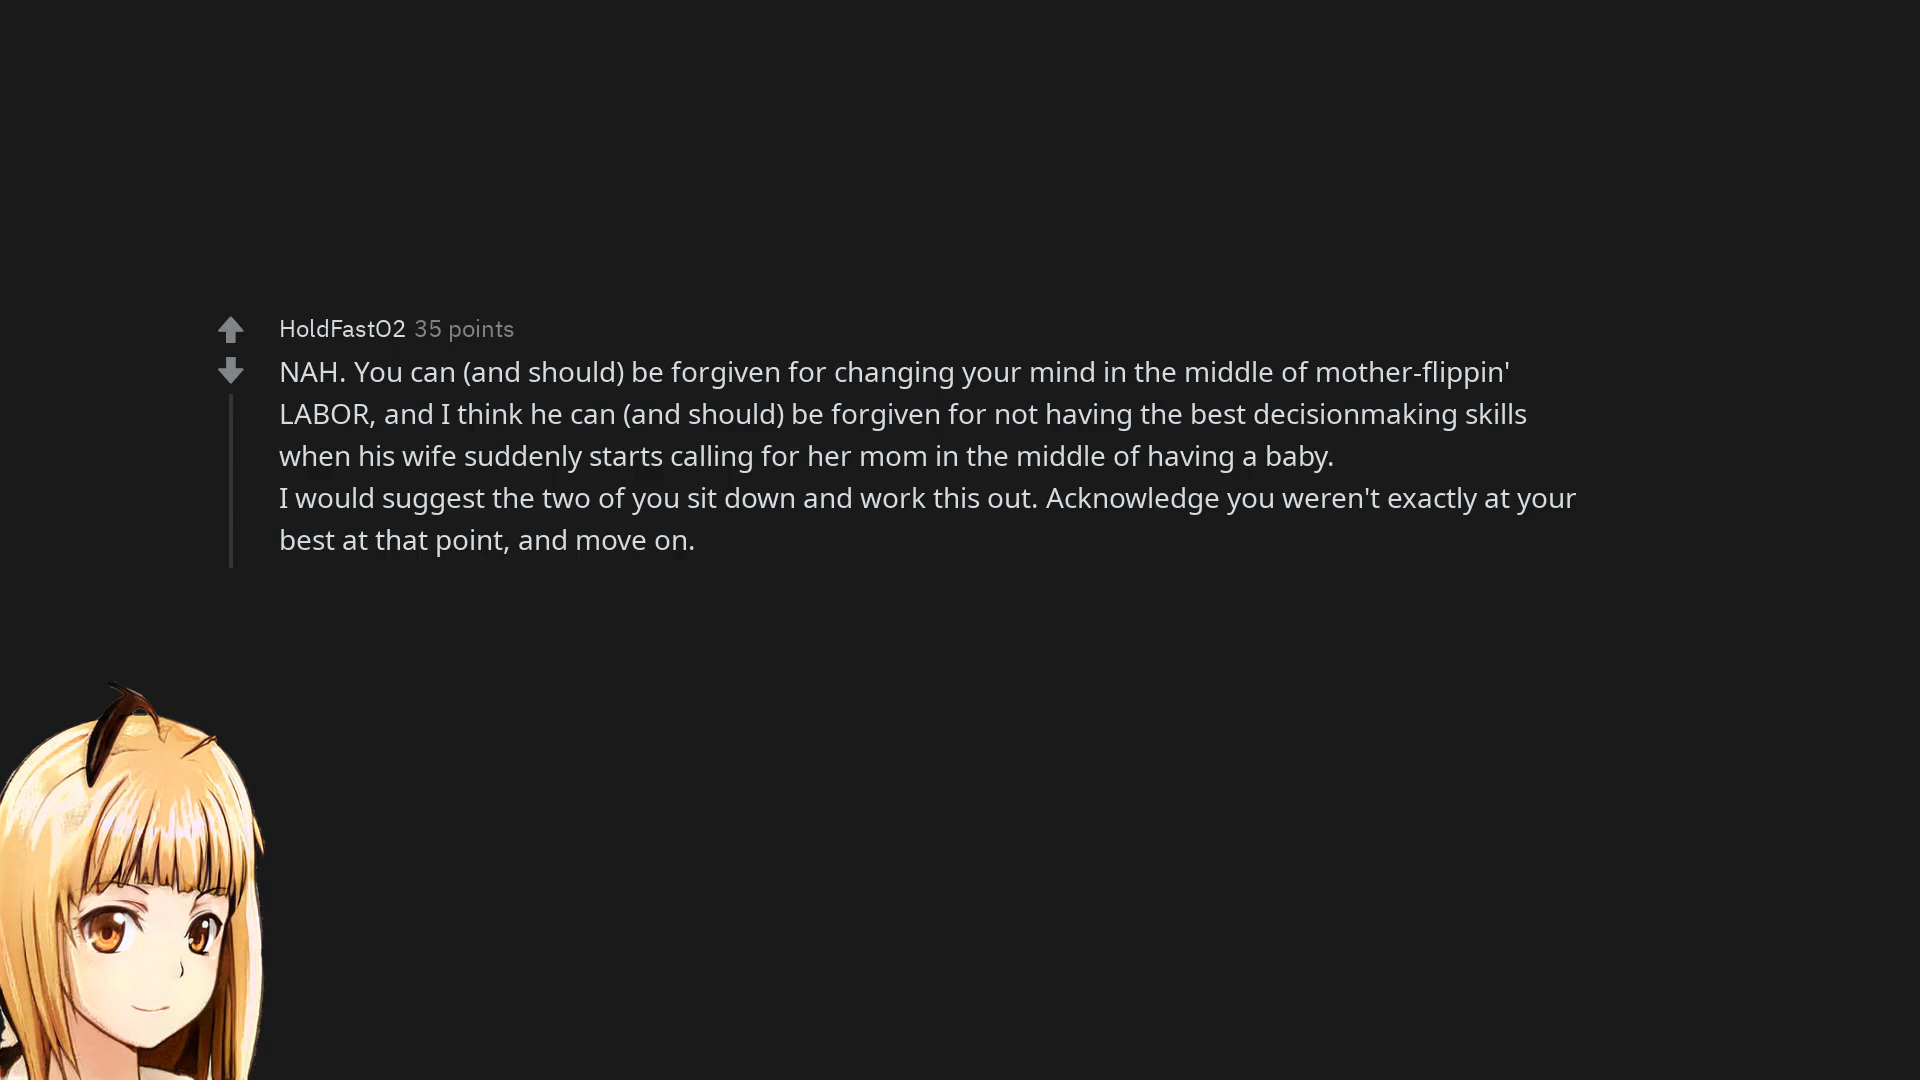 HoldFast02 35 points
NAH. You can (and should) be forgiven for changing your mind in the middle of mother-flippin'
LABOR, and I think he can (and should) be forgiven for not having the best decisionmaking skills
when his wife suddenly starts calling for her mom in the middle of having a baby.
I would suggest the two of you sit down and work this out. Acknowledge you weren't exactly at your
best at that point, and move on.